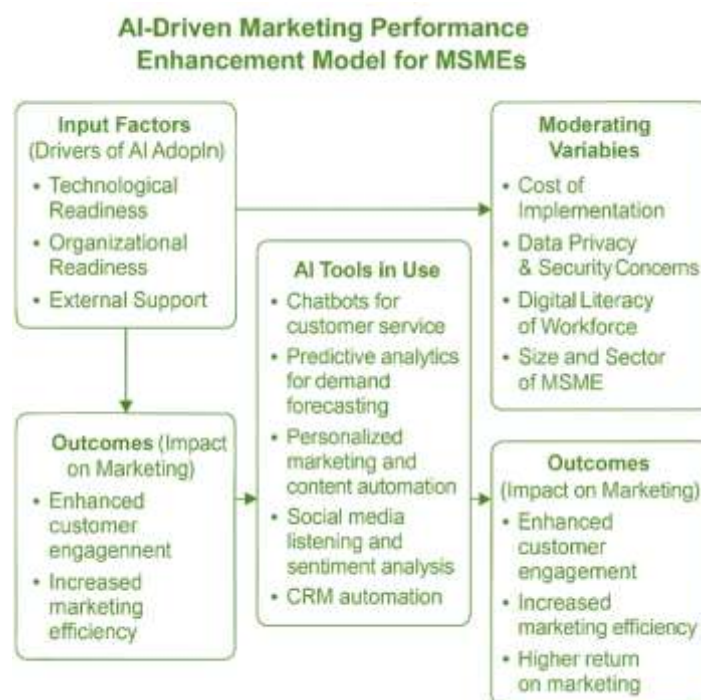 AI-Driven Marketing Performance
Enhancement Model for MSMEs
Input Factors
(Drivers of AI AdopIn)
• Technological
Readiness
• Organizational
Readiness
• External Support
Moderating
Variables
• Cost of
Implementation
• Data Privacy
& Security Concerns
• Digital Literacy
of Workforce
• Size and Sector
of MSME
AI Tools in Use
• Chatbots for
customer service
• Predictive analytics
for demand
forecasting
• Personalized
marketing and
content automation
• Social media
listening and
sentiment analysis
• CRM automation
Outcomes (Impact
on Marketing)
• Enhanced
customer
engagennent
• Increased
marketing
efficiency
Outcomes
(Impact on Marketing)
• Enhanced
customer
engagement
• Increased
marketing efficiency
• Higher return
on marketing